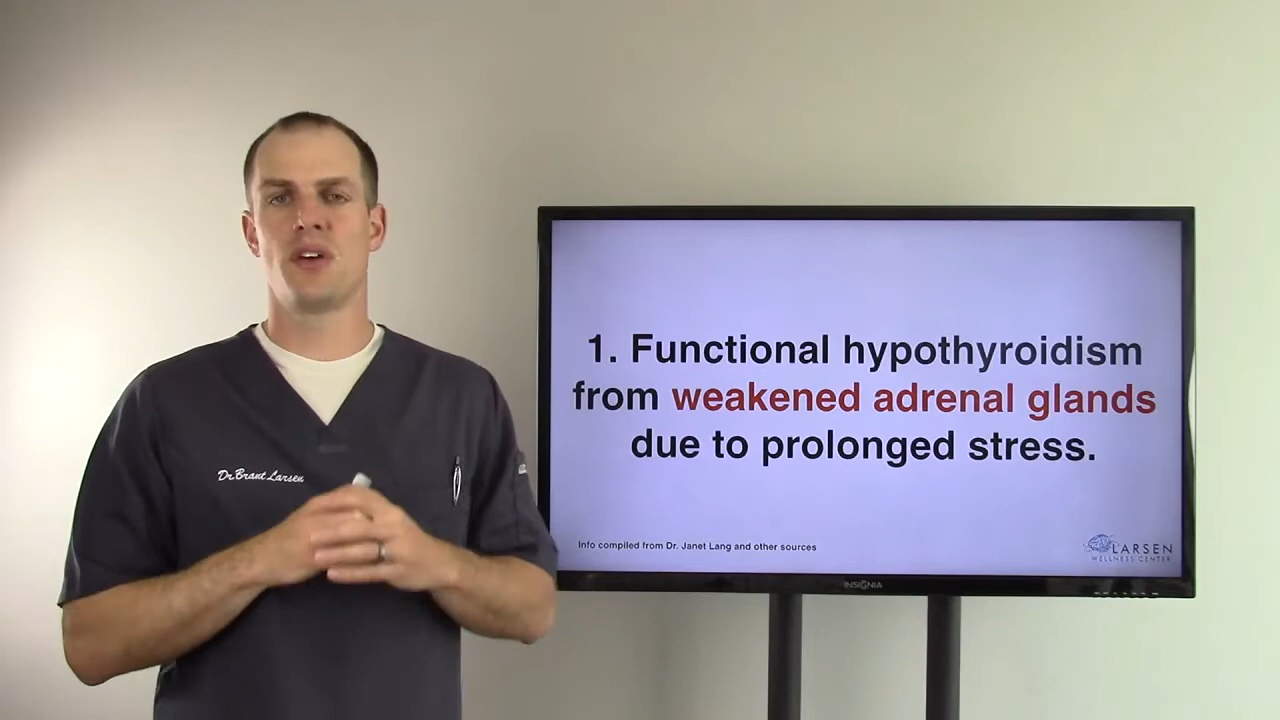 Dr. Brant Larsen
1. Functional hypothyroidism
from weakened adrenal glands
due to prolonged stress.
Info compiled from Dr. Janet Lang and other sources
LARSEN
WELLNESS CENTER
INSIGNIA